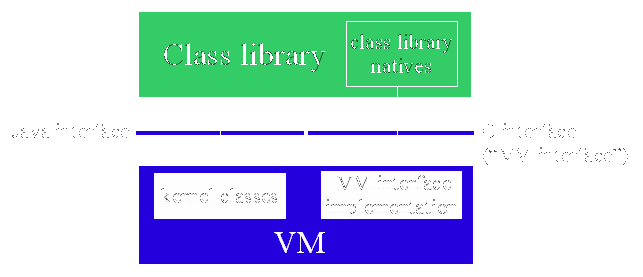 Class library
class library
natives
Java interface
C interface
("VM interface")
kernel classes
VM interface
implementation
VM